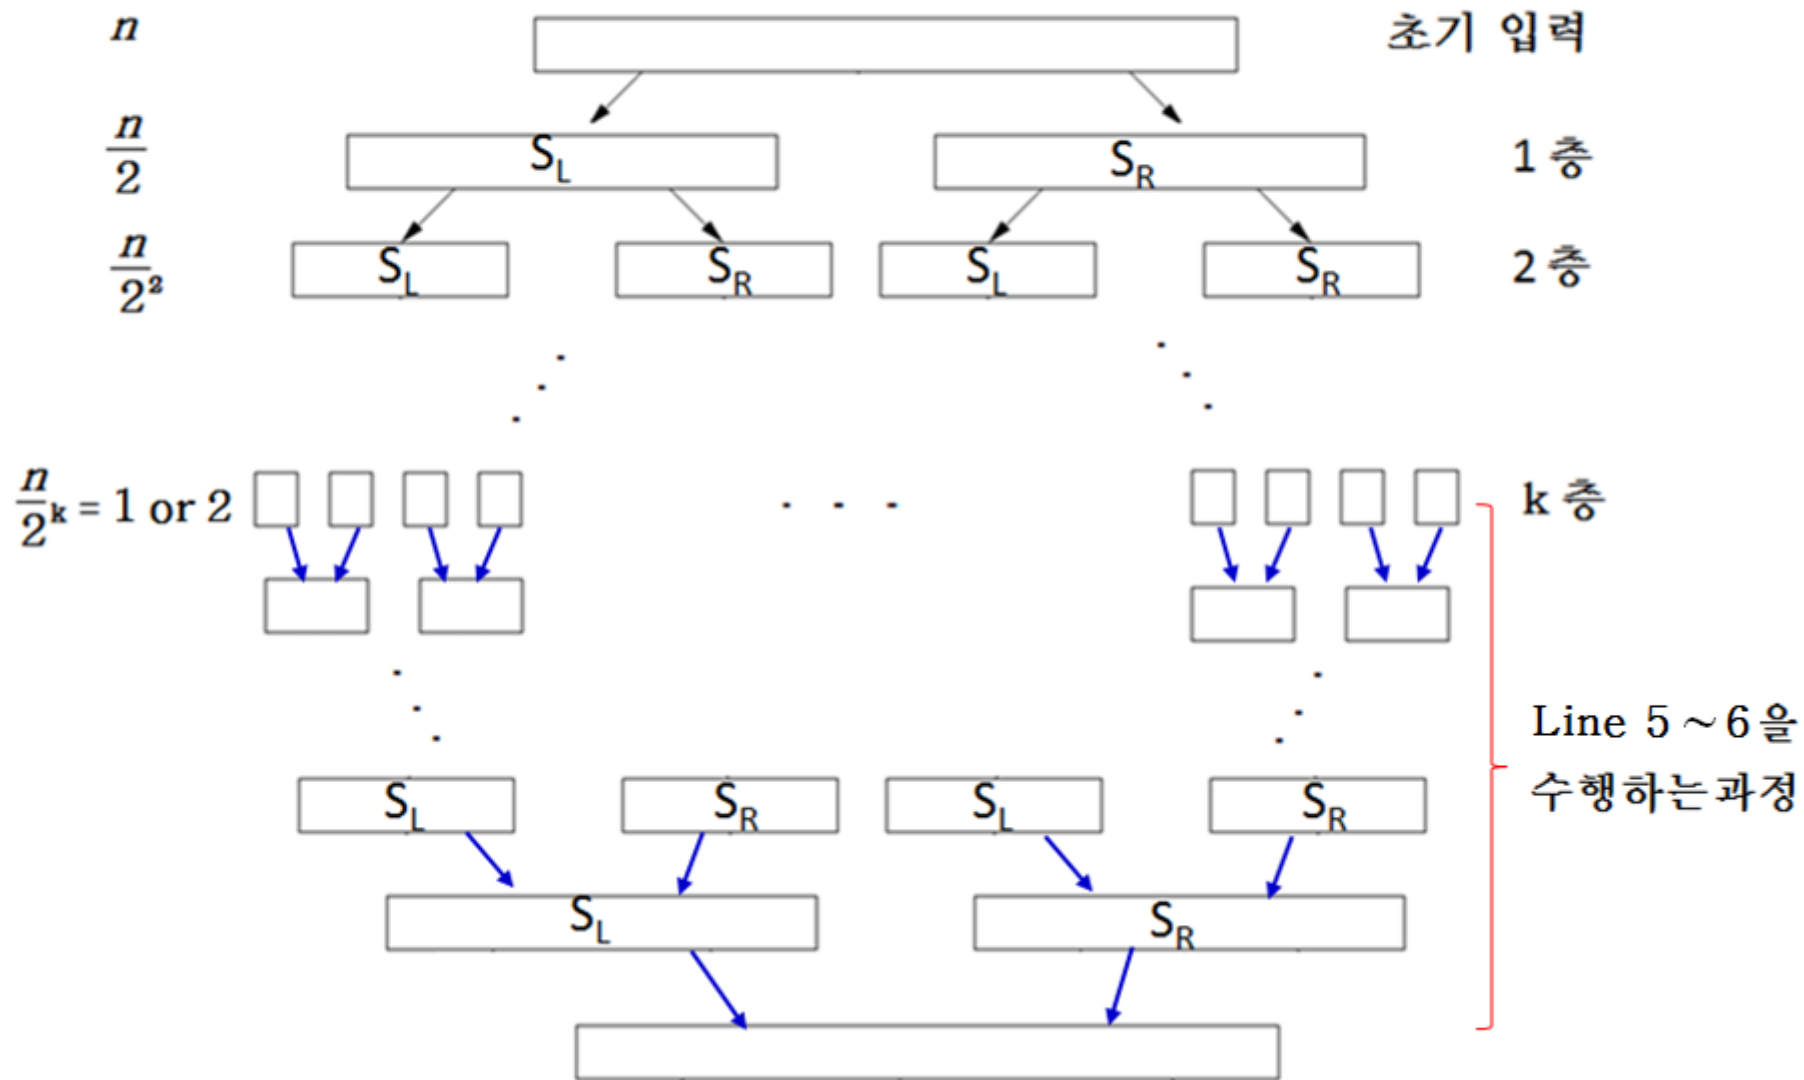 n 초기 입력
n/2 S_L S_R 1 층
n/2² S_L S_R S_L S_R 2 층
. . . . . .
n/2ᵏ = 1 or 2 - - - k 층
. . . . . .
Line 5 ~ 6 을
수행하는과정
S_L S_R S_L S_R
S_L S_R